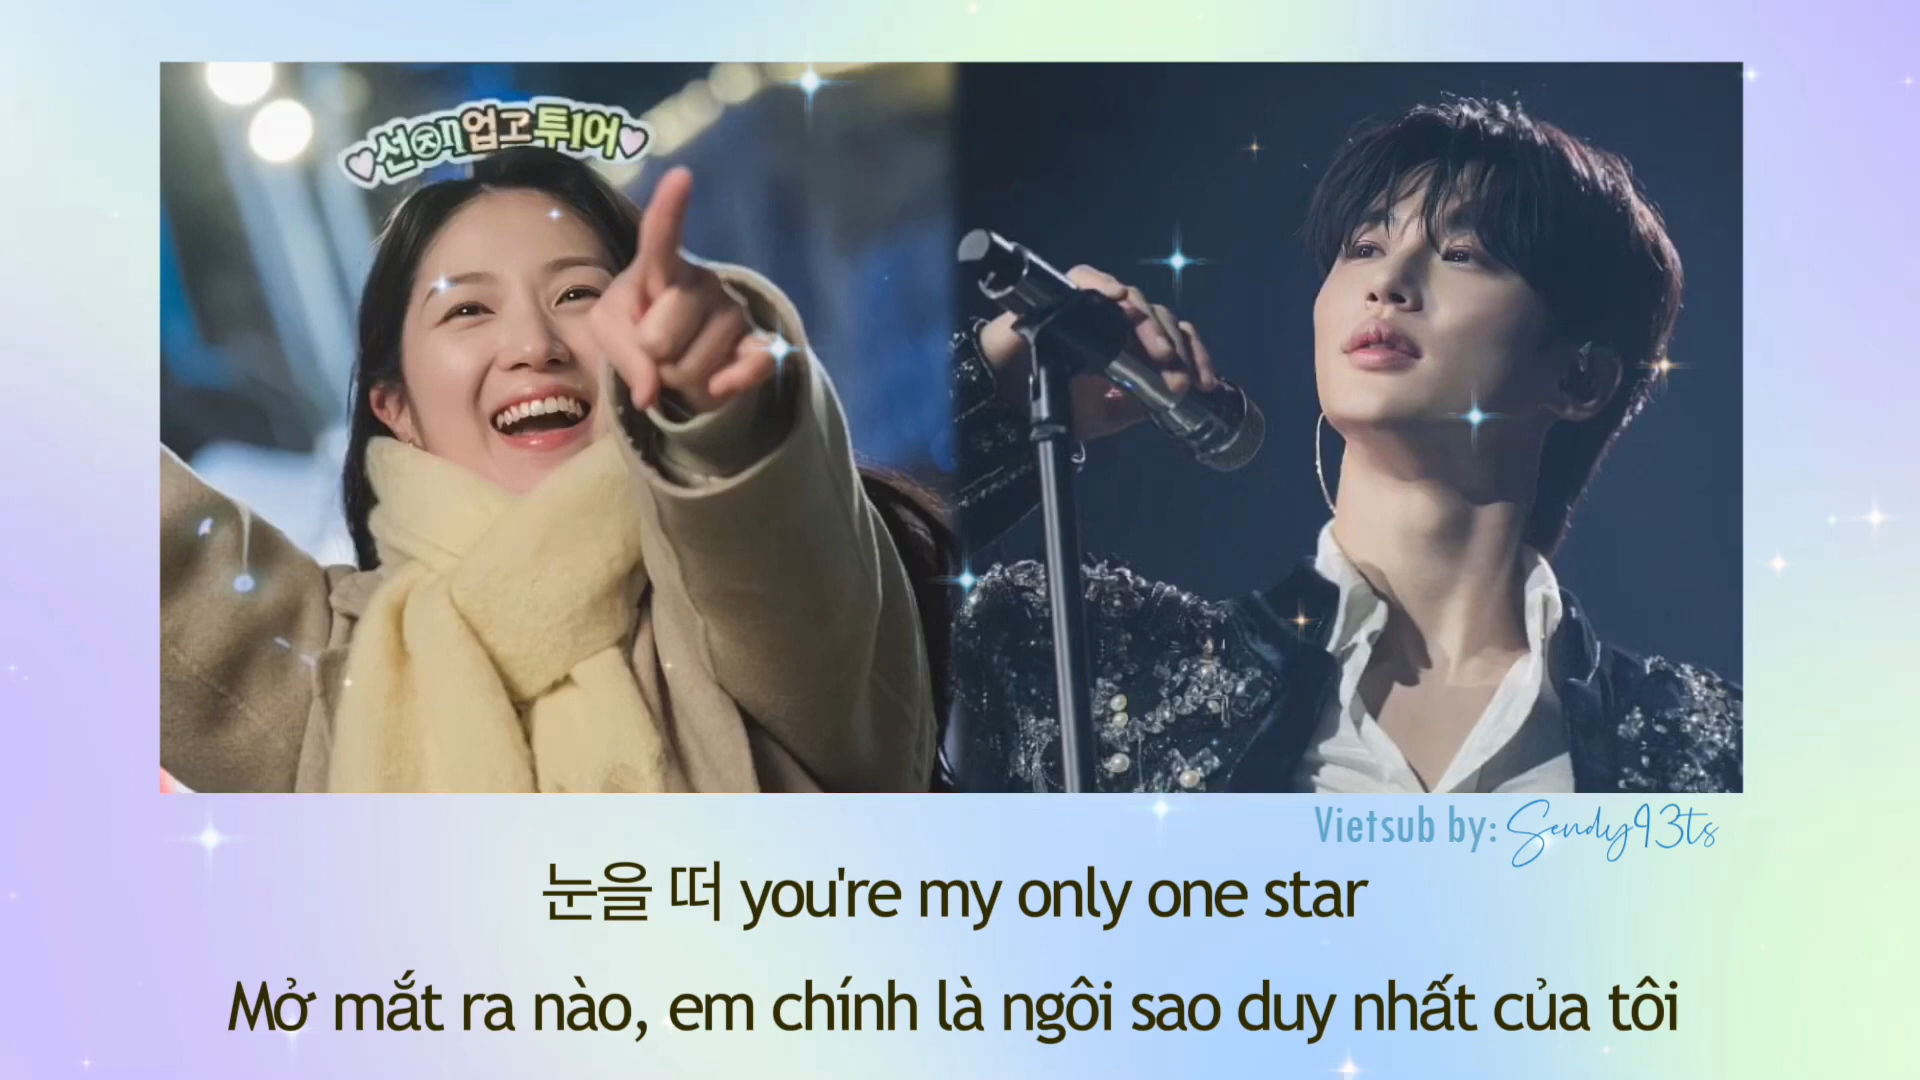 선재 업고 튀어
Vietsub by: Sendy93ts
눈을 떠 you're my only one star
Mở mắt ra nào, em chính là ngôi sao duy nhất của tôi